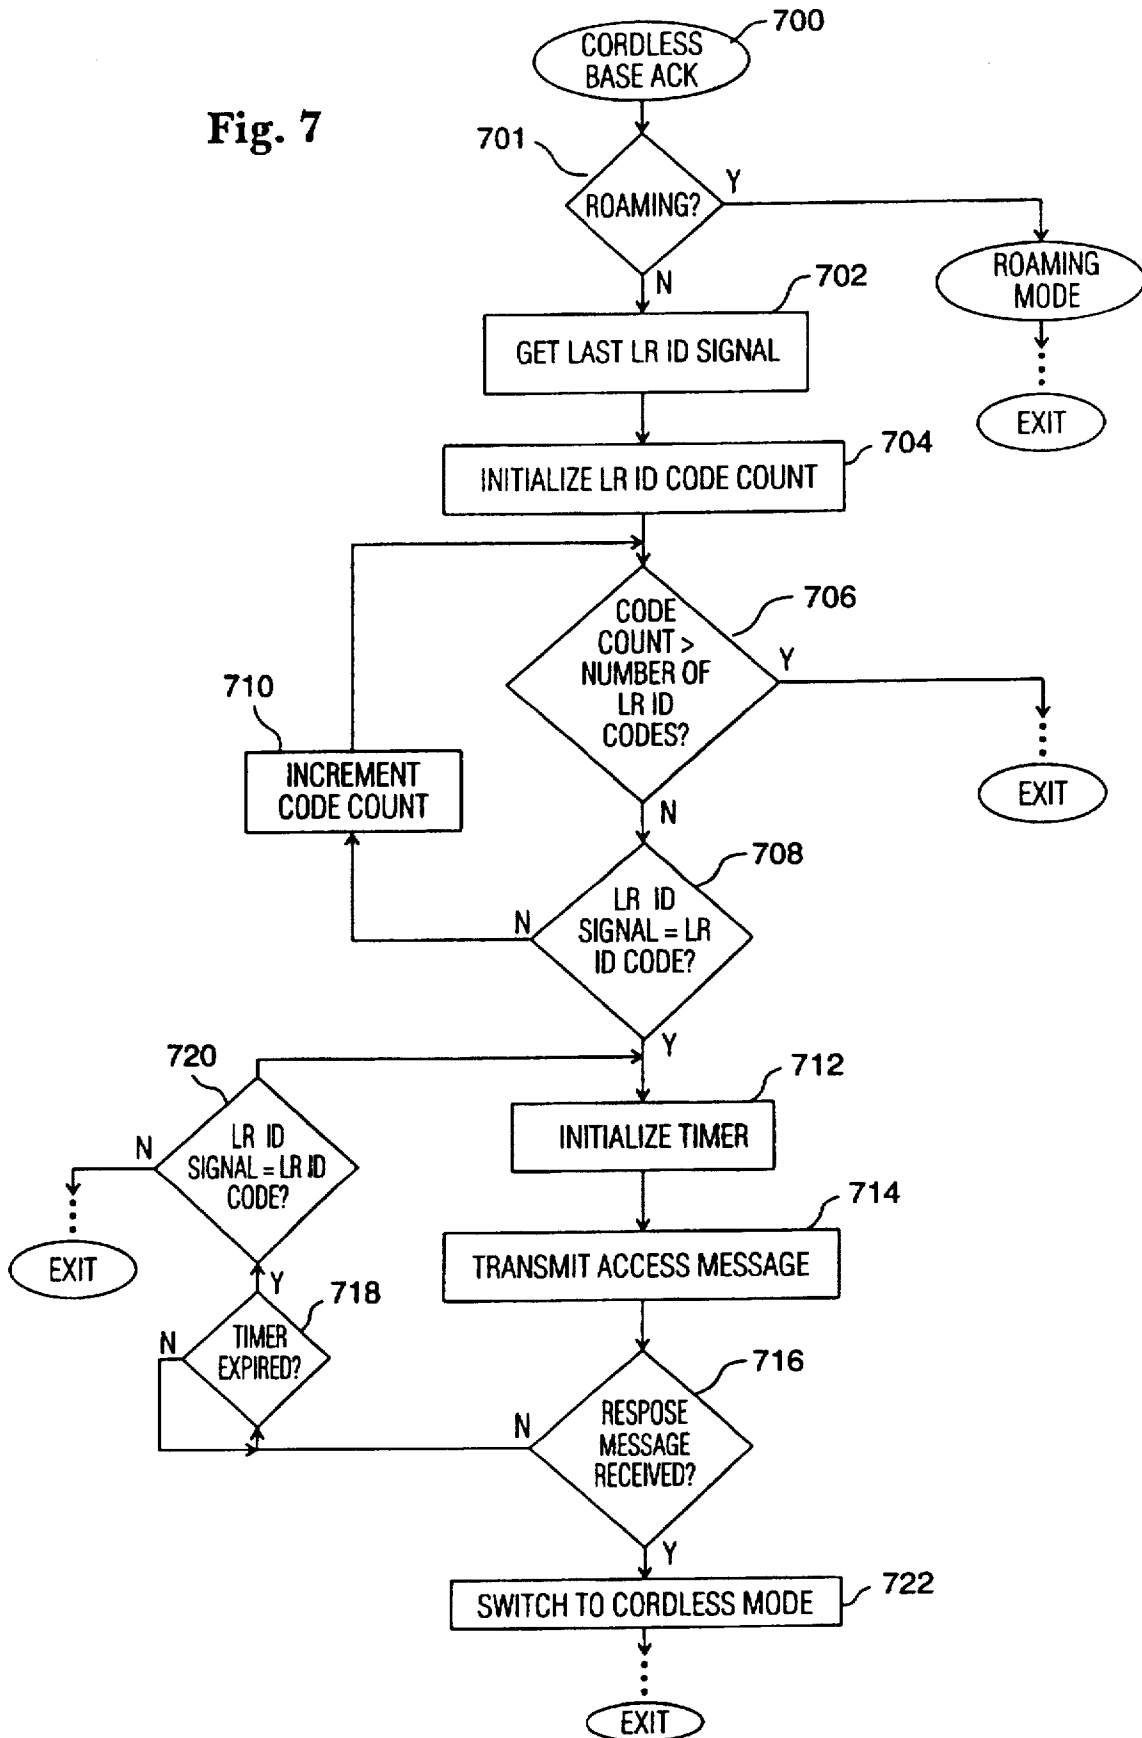 700
CORDLESS
BASE ACK
Fig. 7
701
ROAMING?
Y
N
ROAMING
MODE
EXIT
702
GET LAST LR ID SIGNAL
704
INITIALIZE LR ID CODE COUNT
706
CODE
COUNT >
NUMBER OF
LR ID
CODES?
Y
EXIT
N
710
INCREMENT
CODE COUNT
708
LR ID
SIGNAL = LR
ID CODE?
N
Y
720
LR ID
SIGNAL = LR ID
CODE?
N
EXIT
Y
712
INITIALIZE TIMER
714
TRANSMIT ACCESS MESSAGE
718
TIMER
EXPIRED?
N
716
RESPOSE
MESSAGE
RECEIVED?
N
Y
722
SWITCH TO CORDLESS MODE
EXIT